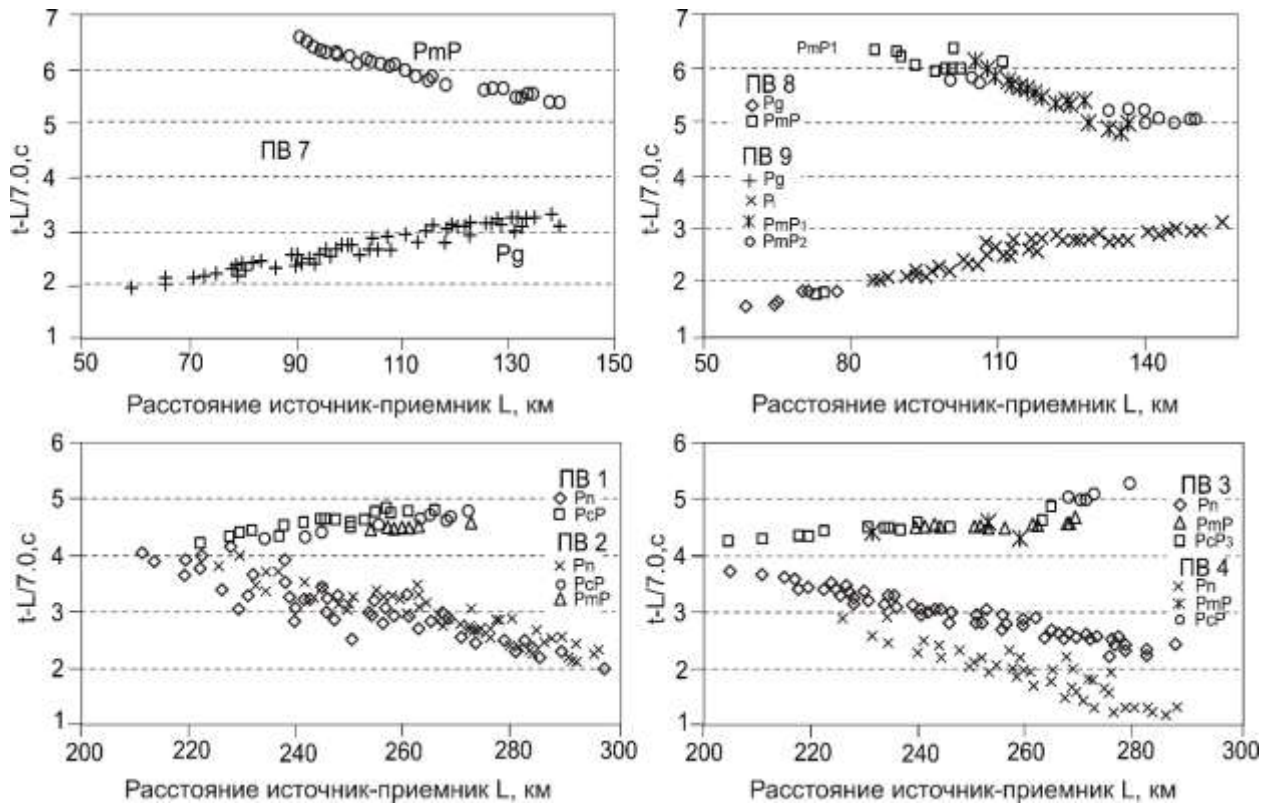 7
6
5
4
3
2
1
t-L/7.0,с
PmP
ПВ 7
Pg
50 70 90 110 130 150
Расстояние источник-приемник L, км
7
6
5
4
3
2
1
t-L/7.0,с
PmP1
ПВ 8
Pg
PmP
ПВ 9
Pg
Pi
PmP1
PmP2
50 80 110 140
Расстояние источник-приемник L, км
6
5
4
3
2
1
t-L/7.0,с
ПВ 1
Pn
PcP
ПВ 2
Pn
PcP
PmP
200 220 240 260 280 300
Расстояние источник-приемник L, км
6
5
4
3
2
1
t-L/7.0,с
ПВ 3
Pn
PmP
PcP3
ПВ 4
Pn
PmP
PcP
200 220 240 260 280 300
Расстояние источник-приемник L, км